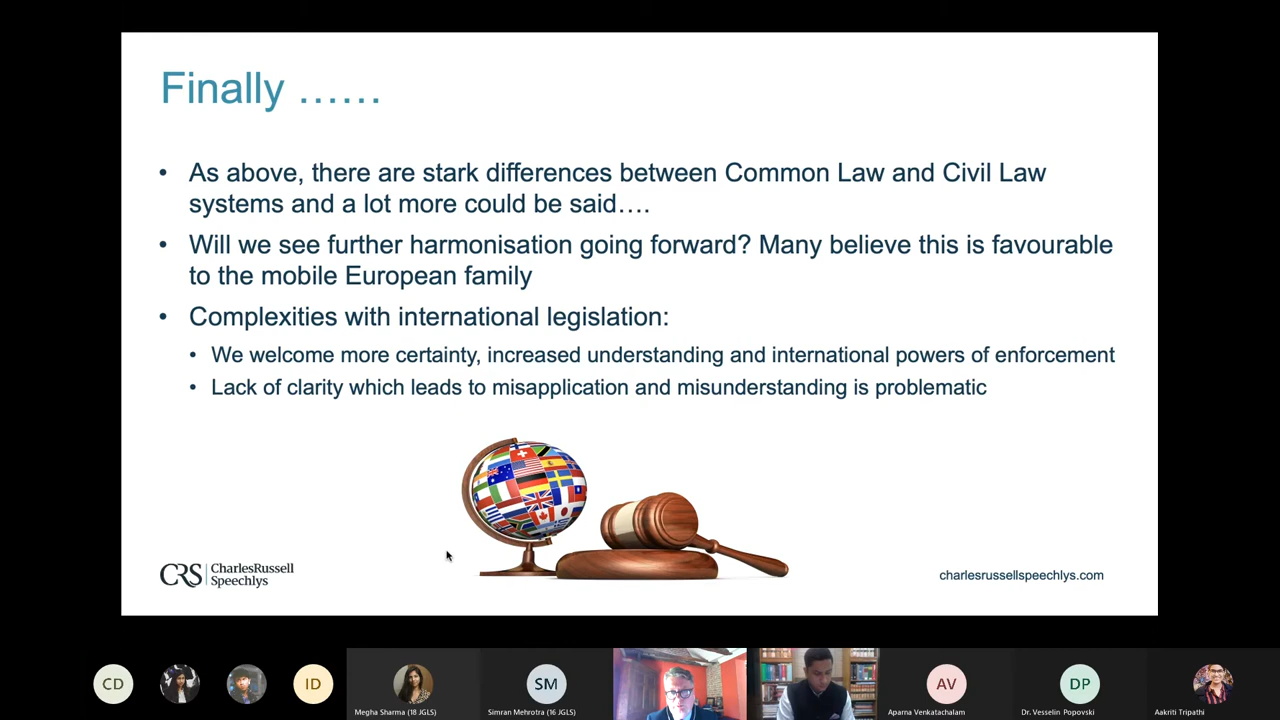 Finally ……
• As above, there are stark differences between Common Law and Civil Law
systems and a lot more could be said….
• Will we see further harmonisation going forward? Many believe this is favourable
to the mobile European family
• Complexities with international legislation:
• We welcome more certainty, increased understanding and international powers of enforcement
• Lack of clarity which leads to misapplication and misunderstanding is problematic
CRS CharlesRussell
Speechlys
charlesrussellspeechlys.com
CD
ID
SM
AV
DP
Megha Sharma (18 JGLS)
Simran Mehrotra (16 JGLS)
Aparna Venkatachalam
Dr. Vesselin Popovski
Aakriti Tripathi